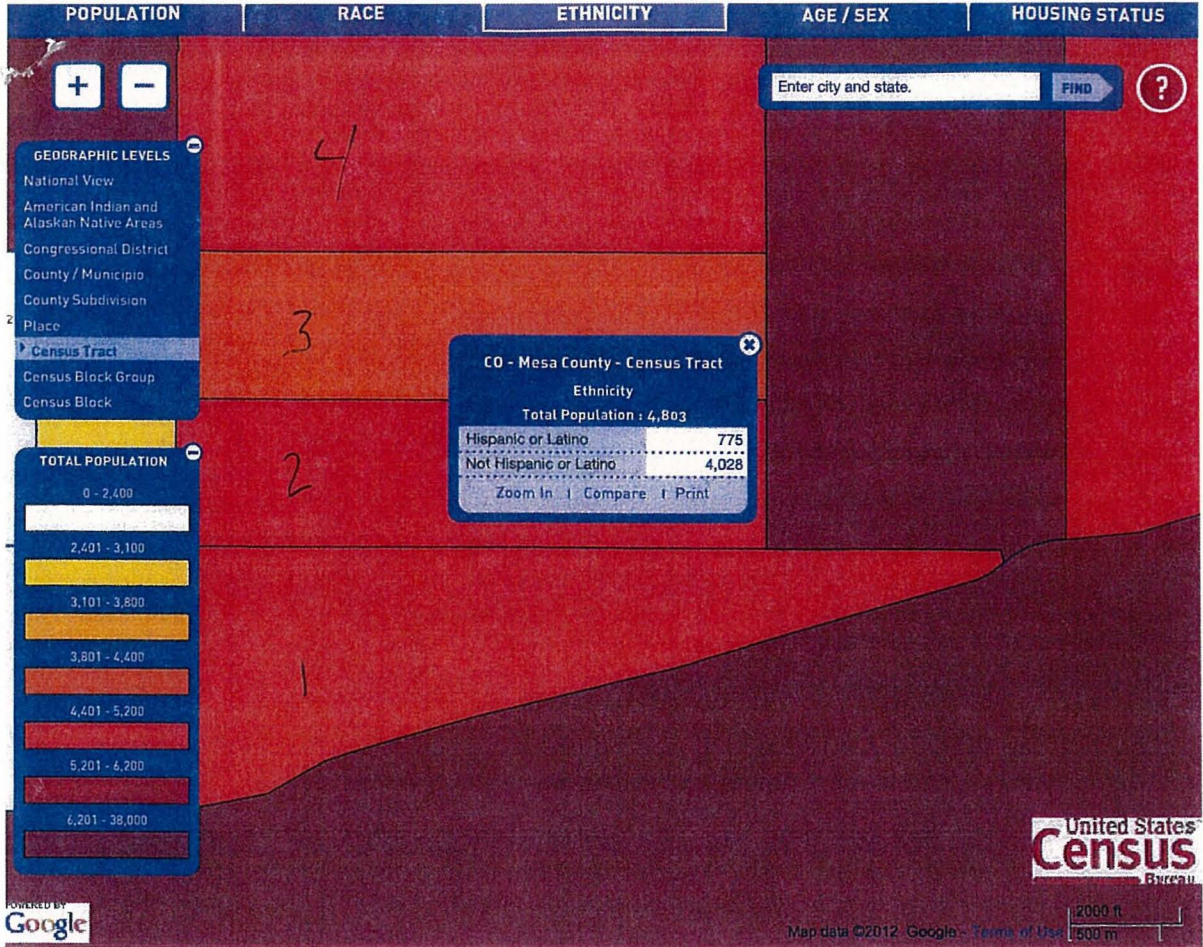 POPULATION
RACE
ETHNICITY
AGE / SEX
HOUSING STATUS
+
−
Enter city and state.
FIND
?
GEOGRAPHIC LEVELS
National View
American Indian and
Alaskan Native Areas
Congressional District
County / Municipio
County Subdivision
Place
Census Tract
Census Block Group
Census Block
TOTAL POPULATION
0 - 2,400
2,401 - 3,100
3,101 - 3,800
3,801 - 4,400
4,401 - 5,200
5,201 - 6,200
6,201 - 38,000
4
3
2
1
2
CO - Mesa County - Census Tract
Ethnicity
Total Population : 4,803
Hispanic or Latino 775
Not Hispanic or Latino 4,028
Zoom In | Compare | Print
United States
Census
Bureau
POWERED BY
Google
Map data ©2012 Google - Terms of Use
2000 ft
500 m